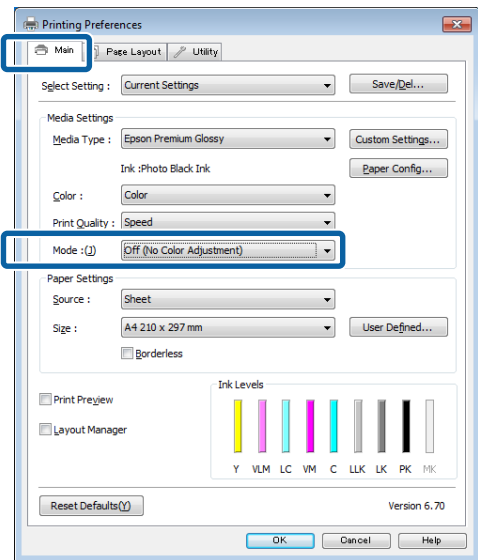 Printing Preferences
Main Page Layout Utility
Select Setting : Current Settings Save/Del...
Media Settings
Media Type : Epson Premium Glossy Custom Settings...
Ink :Photo Black Ink Paper Config...
Color : Color
Print Quality : Speed
Mode :(J) Off (No Color Adjustment)
Paper Settings
Source : Sheet
Size : A4 210 x 297 mm User Defined...
Borderless
Ink Levels
Print Preview
Layout Manager
Y VLM LC VM C LLK LK PK MK
Reset Defaults(Y) Version 6.70
OK Cancel Help